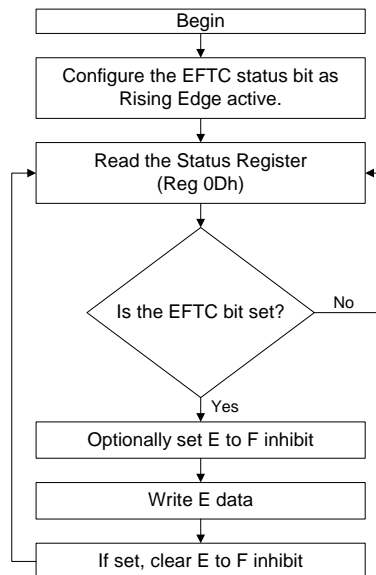 Begin
Configure the EFTC status bit as
Rising Edge active.
Read the Status Register
(Reg 0Dh)
Is the EFTC bit set?
No
Yes
Optionally set E to F inhibit
Write E data
If set, clear E to F inhibit